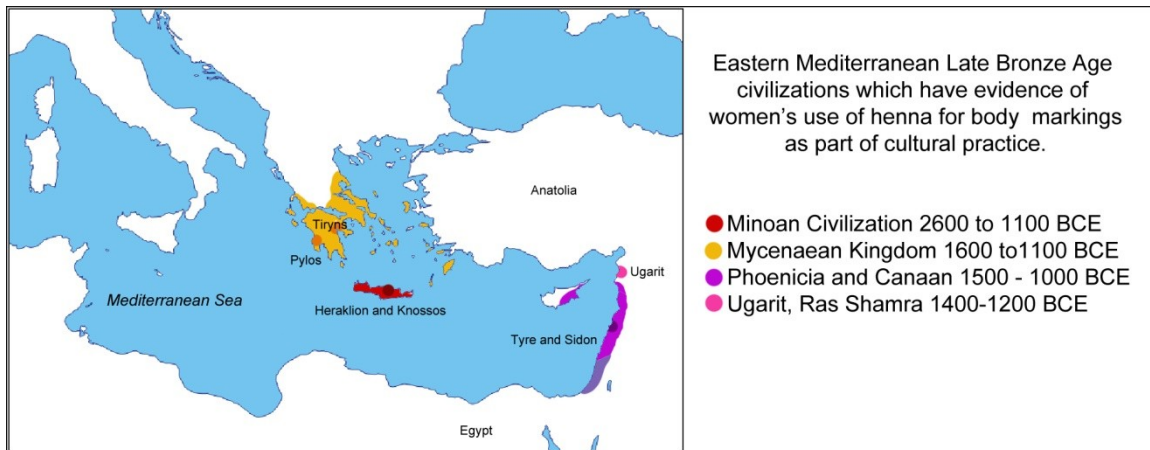 Eastern Mediterranean Late Bronze Age
civilizations which have evidence of
women's use of henna for body markings
as part of cultural practice.
Minoan Civilization 2600 to 1100 BCE
Mycenaean Kingdom 1600 to1100 BCE
Phoenicia and Canaan 1500 - 1000 BCE
Ugarit, Ras Shamra 1400-1200 BCE
Anatolia
Tiryns
Pylos
Ugarit
Mediterranean Sea
Heraklion and Knossos
Tyre and Sidon
Egypt